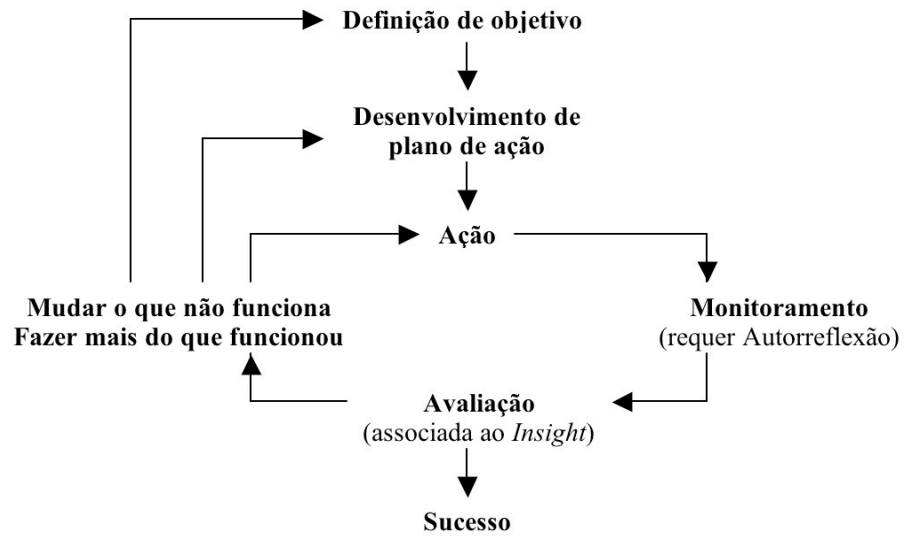 Definição de objetivo
Desenvolvimento de
plano de ação
Ação
Mudar o que não funciona
Fazer mais do que funcionou
Monitoramento
(requer Autorreflexão)
Avaliação
(associada ao Insight)
Sucesso